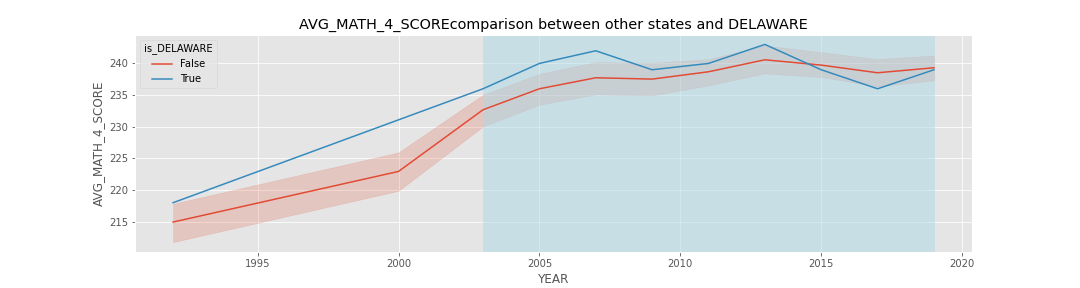 AVG_MATH_4_SCOREcomparison between other states and DELAWARE
is_DELAWARE
False
True
AVG_MATH_4_SCORE
240
235
230
225
220
215
1995 2000 2005 2010 2015 2020
YEAR